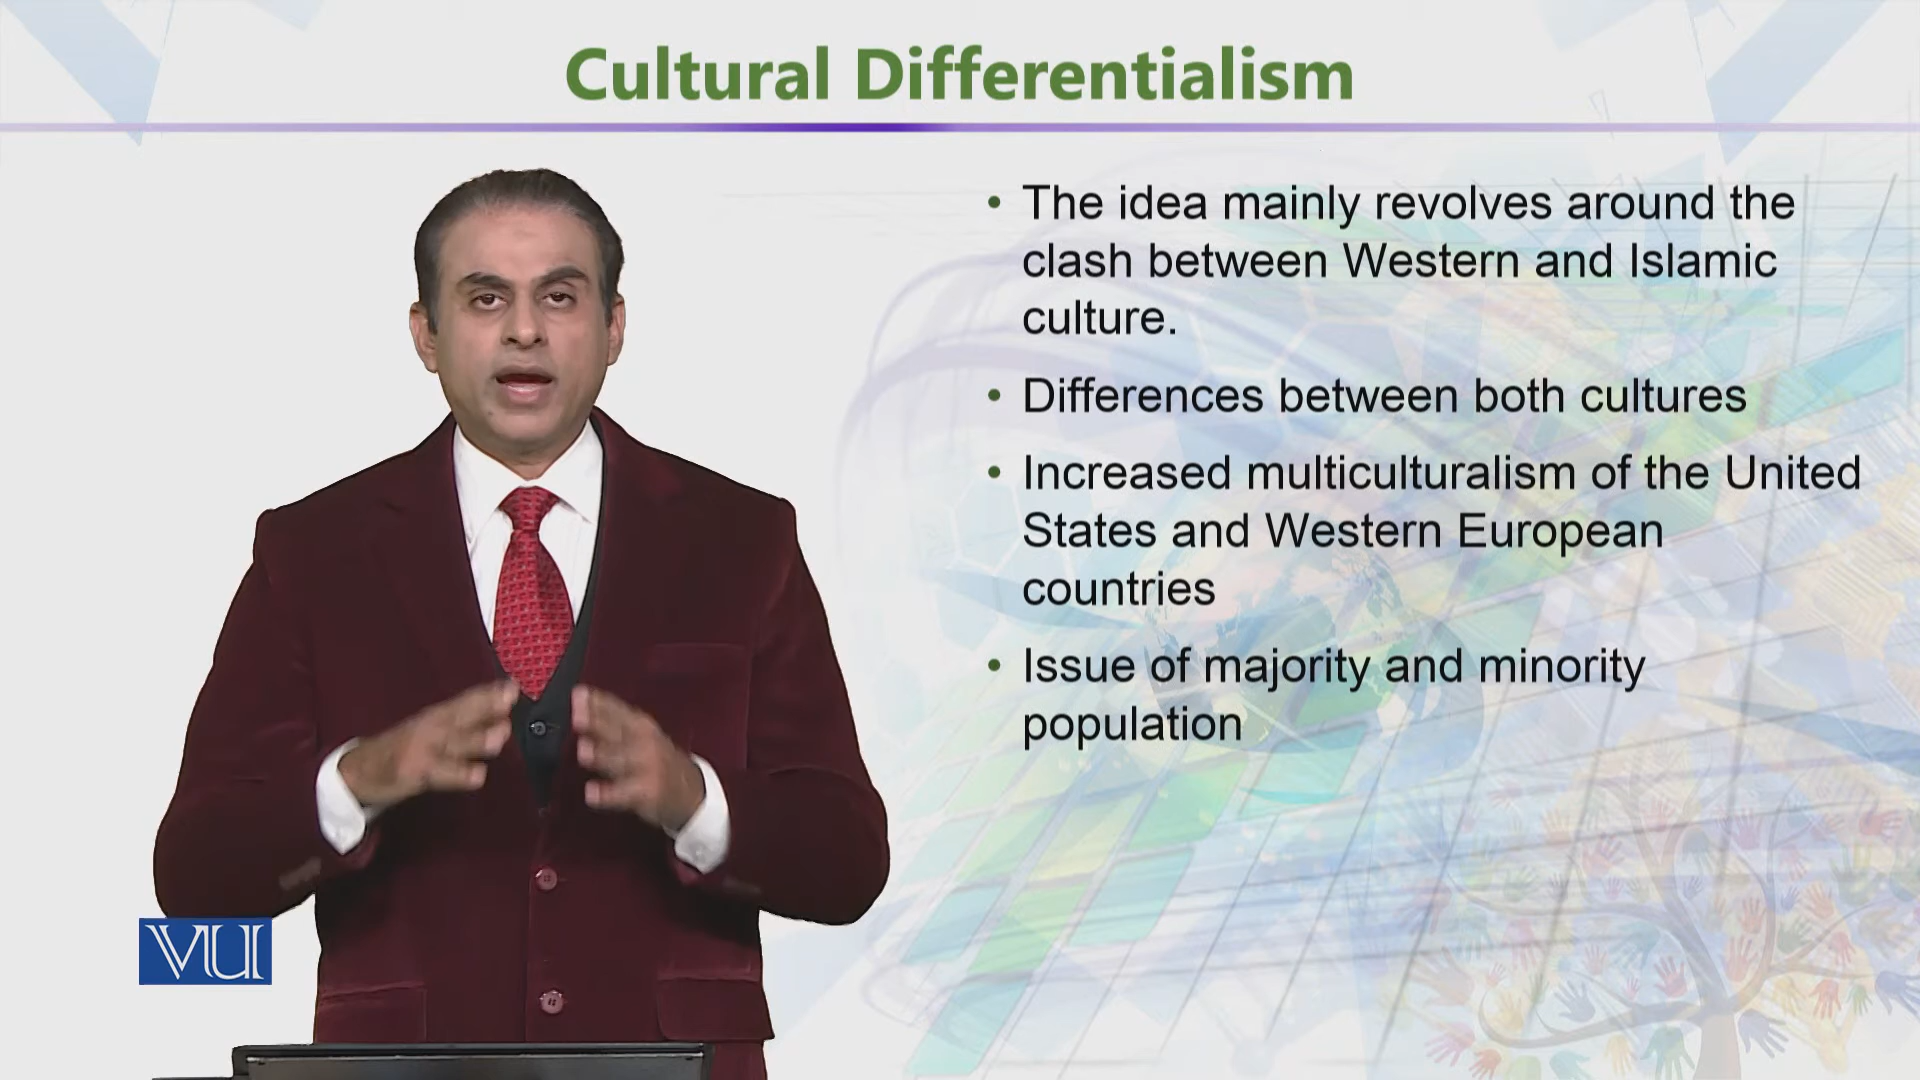 Cultural Differentialism
• The idea mainly revolves around the
clash between Western and Islamic
culture.
• Differences between both cultures
• Increased multiculturalism of the United
States and Western European
countries
• Issue of majority and minority
population
VU